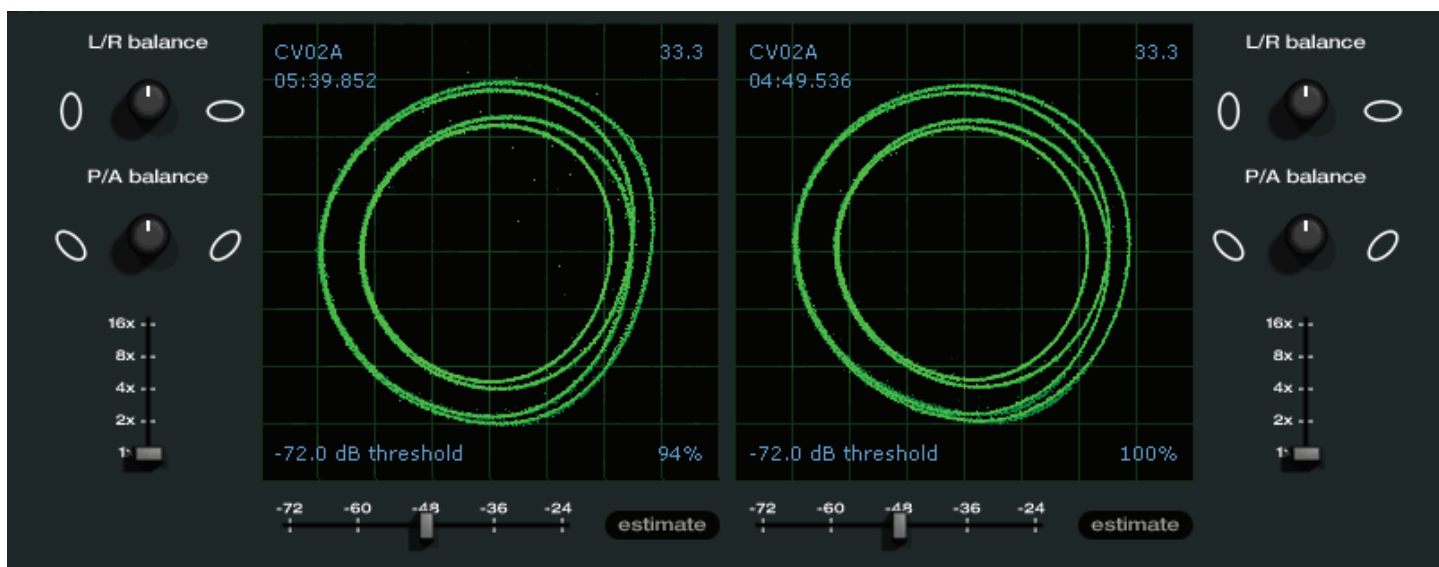 L/R balance
P/A balance
16x
8x
4x
2x
CV02A 33.3
05:39.852
-72.0 dB threshold 94%
-72 -60 -48 -36 -24
estimate
CV02A 33.3
04:49.536
-72.0 dB threshold 100%
-72 -60 -48 -36 -24
estimate
L/R balance
P/A balance
16x
8x
4x
2x